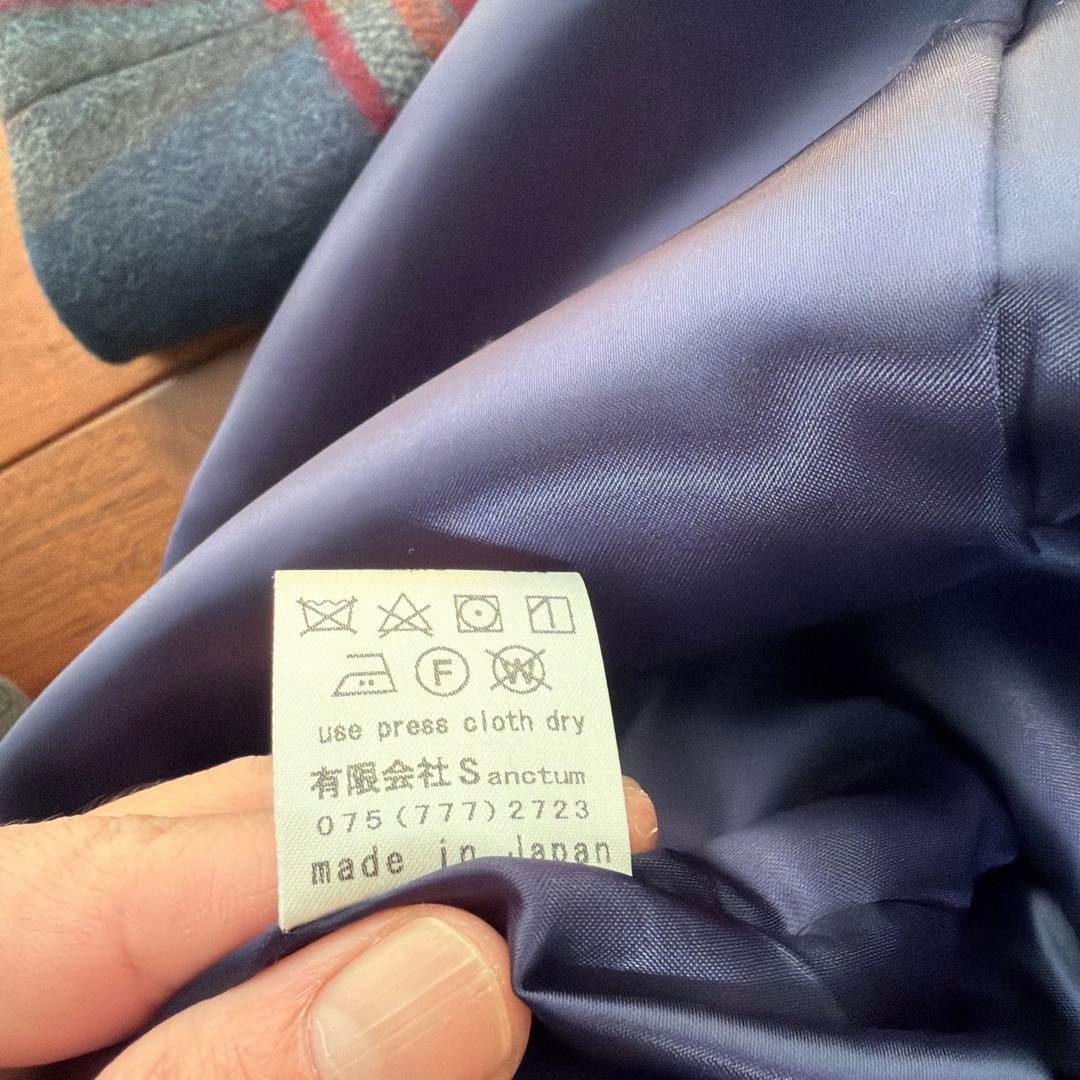 F W
use press cloth dry
有限会社Sanctum
075(777)2723
made in Japan